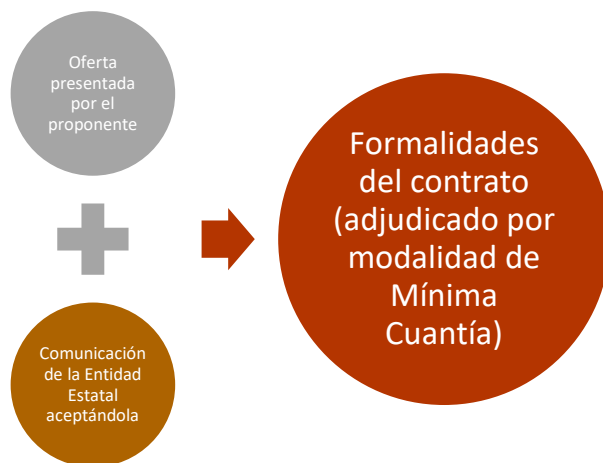 Oferta
presentada
por el
proponente
Comunicación
de la Entidad
Estatal
aceptándola
Formalidades
del contrato
(adjudicado por
modalidad de
Mínima
Cuantía)